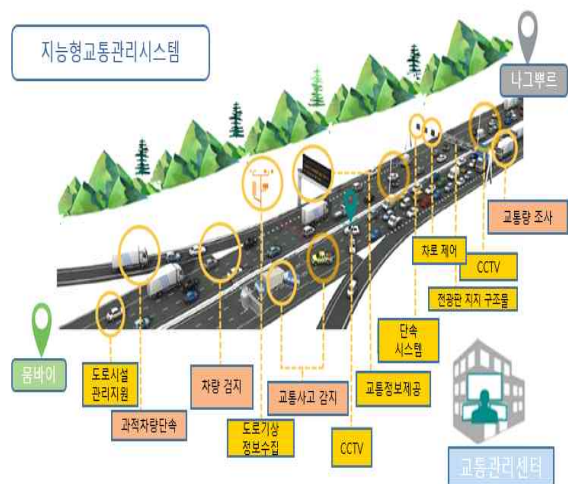 지능형교통관리시스템
나그뿌르
교통량 조사
차로 제어
CCTV
전광판 지지 구조물
단속
시스템
뭄바이
도로시설
관리지원
차량 검지
교통사고 감지
교틍정보제공
과적차량단속
도로기상
정보수집
CCTV
교통관리센터